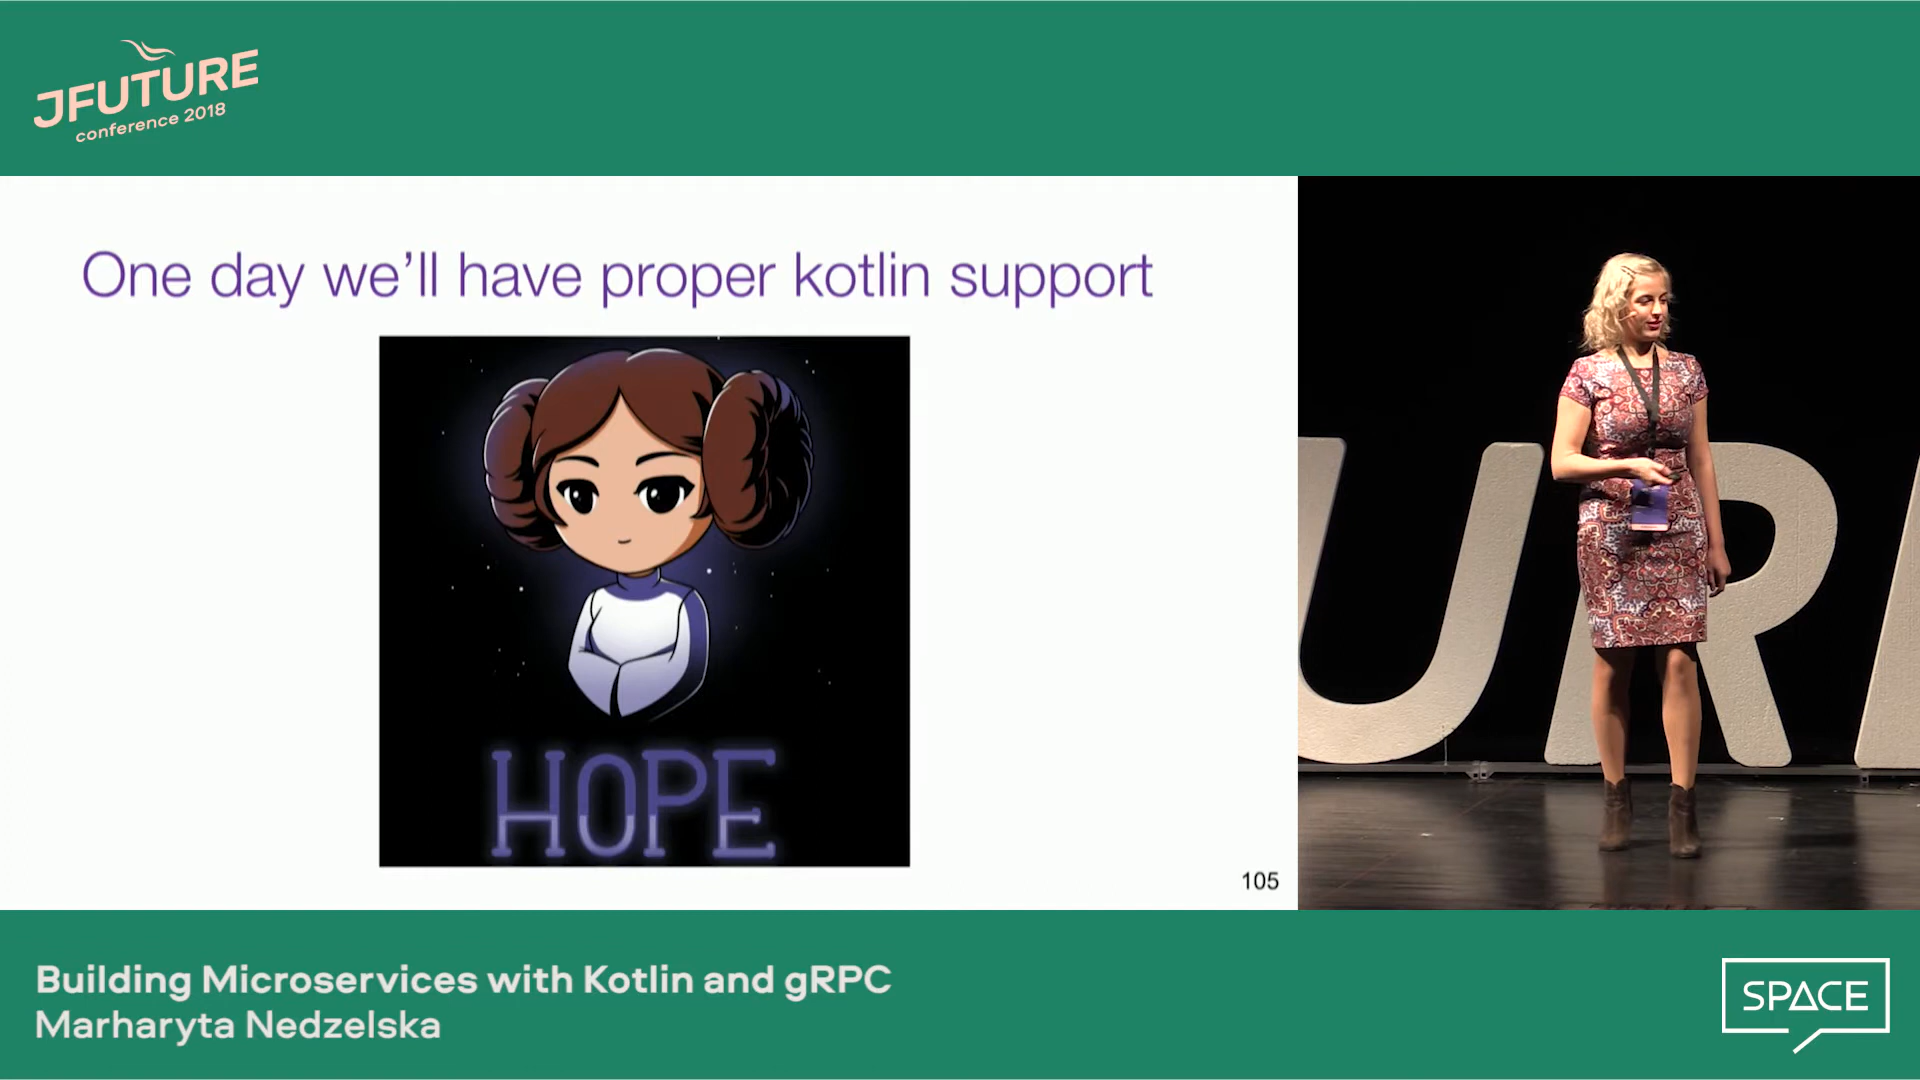 JFUTURE
conference 2018
One day we'll have proper kotlin support
HOPE
105
UR
Building Microservices with Kotlin and gRPC
Marharyta Nedzelska
SPACE